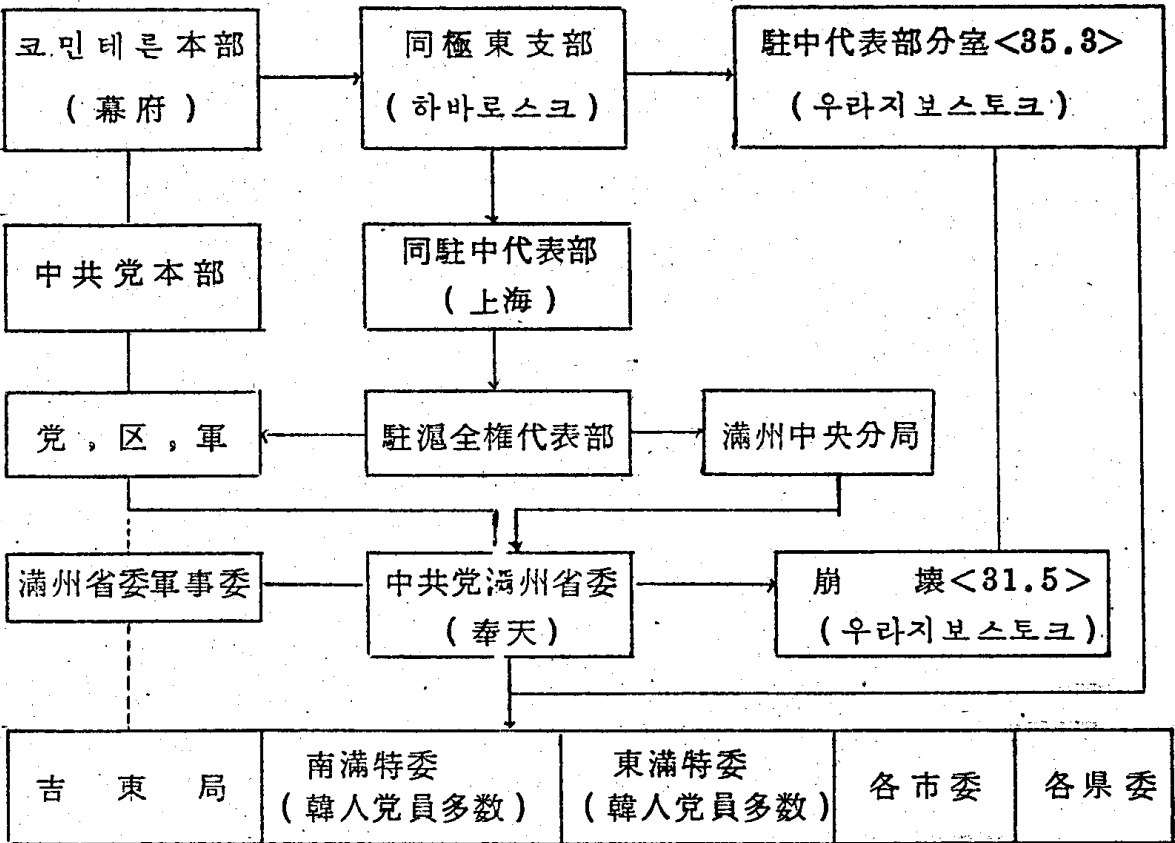 코.민테른本部
(幕府)
同極東支部
(하바로스크)
駐中代表部分室<35.3>
(우라지보스토크)
中共党本部
同駐中代表部
(上海)
党,区,軍
駐滬全権代表部
満州中央分局
満州省委軍事委
中共党満州省委
(奉天)
崩壊<31.5>
(우라지보스토크)
吉東局
南満特委
(韓人党員多数)
東満特委
(韓人党員多数)
各市委
各県委